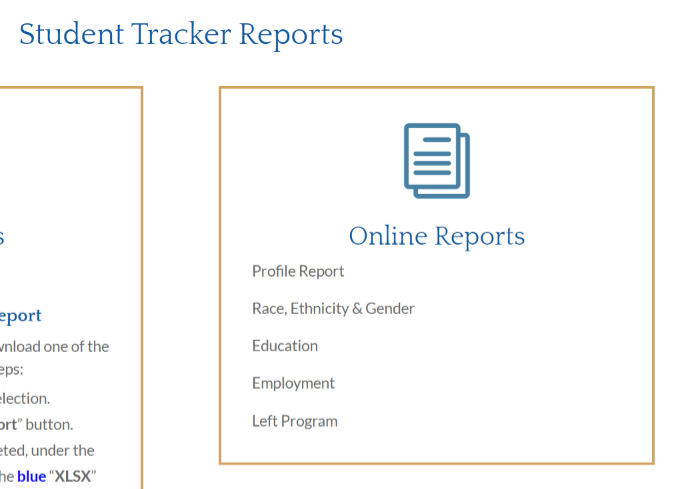 Student Tracker Reports
s
eport
wnload one of the
eps:
election.
ort” button.
eted, under the
he blue “XLSX”
Online Reports
Profile Report
Race, Ethnicity & Gender
Education
Employment
Left Program